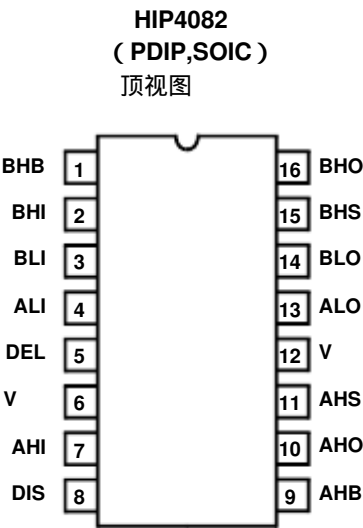 HIP4082
（PDIP,SOIC）
顶视图
BHB 1 16 BHO
BHI 2 15 BHS
BLI 3 14 BLO
ALI 4 13 ALO
DEL 5 12 V
V 6 11 AHS
AHI 7 10 AHO
DIS 8 9 AHB